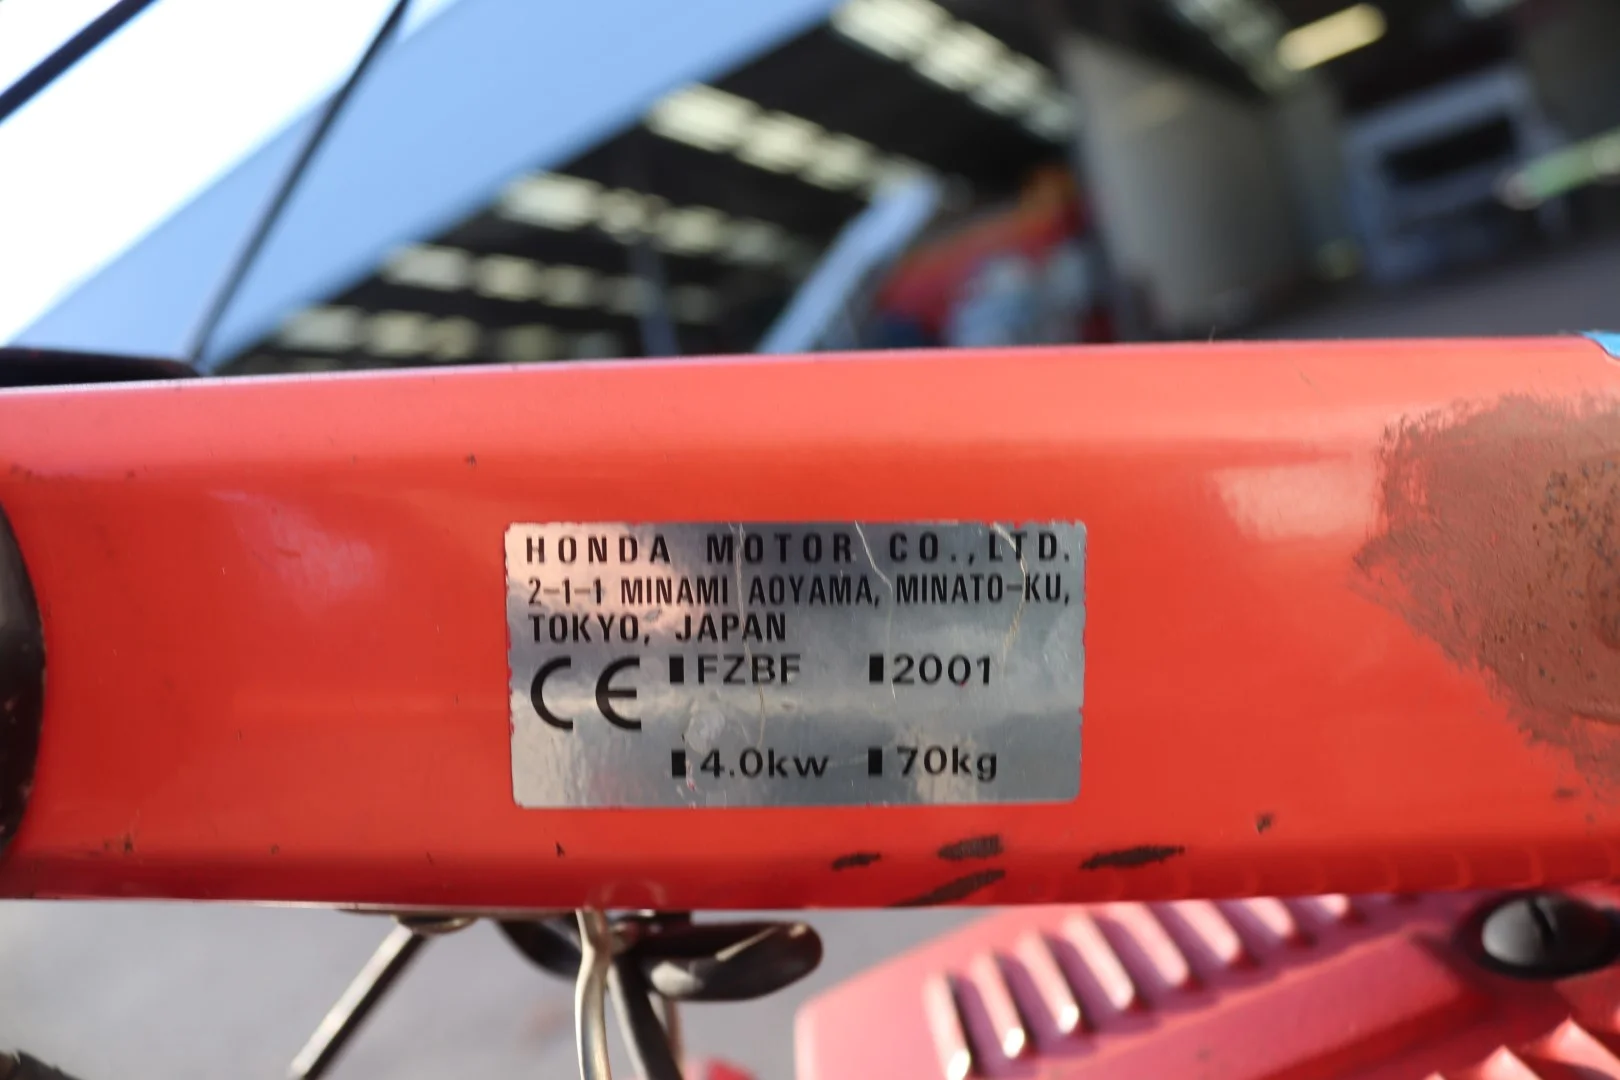 HONDA MOTOR CO., LTD.
2-1-1 MINAMI AOYAMA, MINATO-KU,
TOKYO, JAPAN
CE FZBF 2001
4.0kw 70kg